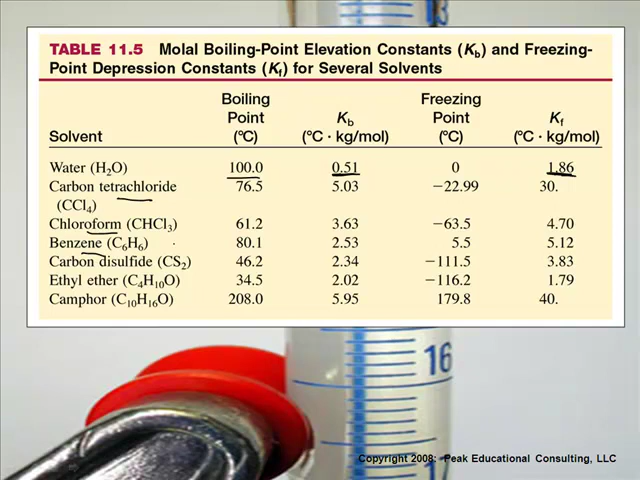 TABLE 11.5 Molal Boiling-Point Elevation Constants (Kb) and Freezing-
Point Depression Constants (Kf) for Several Solvents
Boiling Freezing
Point Kb Point Kf
Solvent (°C) (°C · kg/mol) (°C) (°C · kg/mol)
Water (H₂O) 100.0 0.51 0 1.86
Carbon tetrachloride 76.5 5.03 −22.99 30.
(CCl₄)
Chloroform (CHCl₃) 61.2 3.63 −63.5 4.70
Benzene (C₆H₆) 80.1 2.53 5.5 5.12
Carbon disulfide (CS₂) 46.2 2.34 −111.5 3.83
Ethyl ether (C₄H₁₀O) 34.5 2.02 −116.2 1.79
Camphor (C₁₀H₁₆O) 208.0 5.95 179.8 40.
16
Copyright 2008: Peak Educational Consulting, LLC